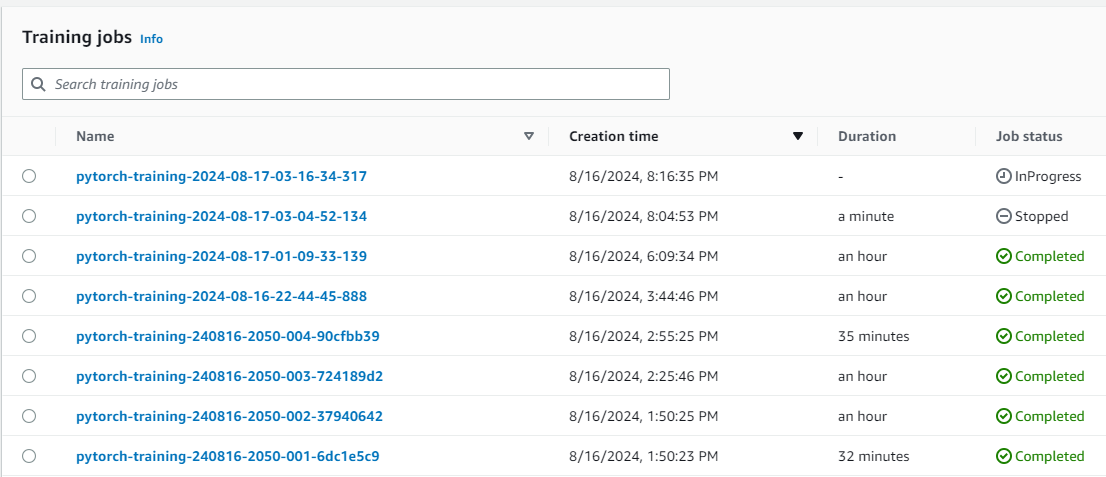 Training jobs Info
Search training jobs
Name Creation time Duration Job status
pytorch-training-2024-08-17-03-16-34-317 8/16/2024, 8:16:35 PM - InProgress
pytorch-training-2024-08-17-03-04-52-134 8/16/2024, 8:04:53 PM a minute Stopped
pytorch-training-2024-08-17-01-09-33-139 8/16/2024, 6:09:34 PM an hour Completed
pytorch-training-2024-08-16-22-44-45-888 8/16/2024, 3:44:46 PM an hour Completed
pytorch-training-240816-2050-004-90cfbb39 8/16/2024, 2:55:25 PM 35 minutes Completed
pytorch-training-240816-2050-003-724189d2 8/16/2024, 2:25:46 PM an hour Completed
pytorch-training-240816-2050-002-37940642 8/16/2024, 1:50:25 PM an hour Completed
pytorch-training-240816-2050-001-6dc1e5c9 8/16/2024, 1:50:23 PM 32 minutes Completed